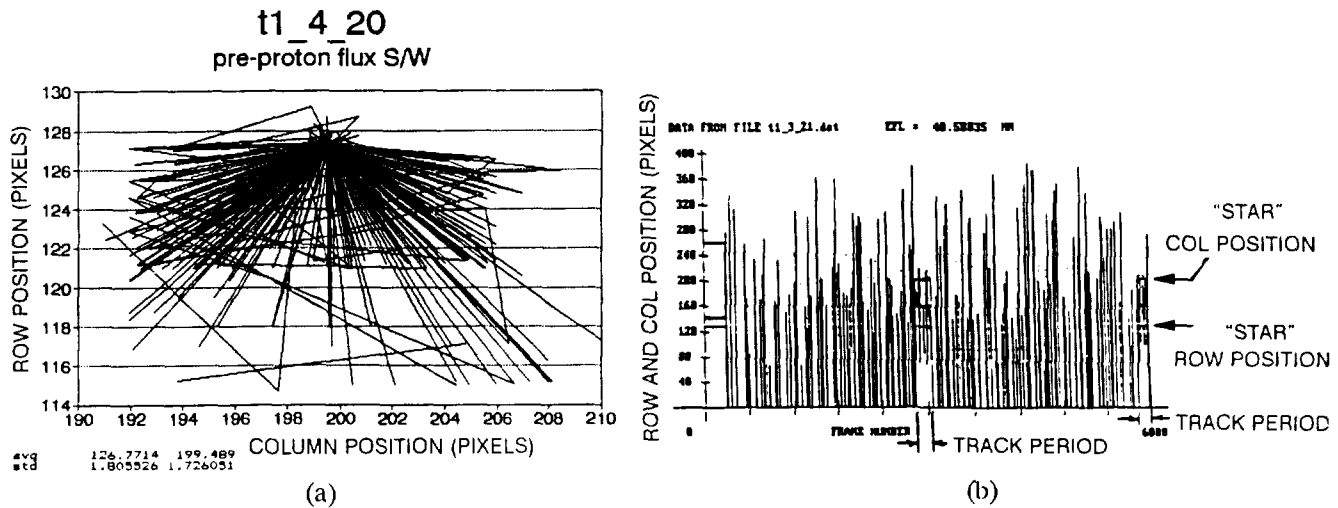 t1_4_20
pre-proton flux S/W
130
128
126
124
122
120
118
116
114
ROW POSITION (PIXELS)
190 192 194 196 198 200 202 204 206 208 210
COLUMN POSITION (PIXELS)
avg 126.7714 199.489
std 1.805526 1.726051
(a)
DATA FROM FILE t1_3_21.dat EFL = 40.58835 MM
ROW AND COL POSITION (PIXELS)
400
360
320
280
240
200
160
120
80
40
0 FRAME NUMBER 6000
"STAR"
COL POSITION
"STAR"
ROW POSITION
TRACK PERIOD
TRACK PERIOD
(b)